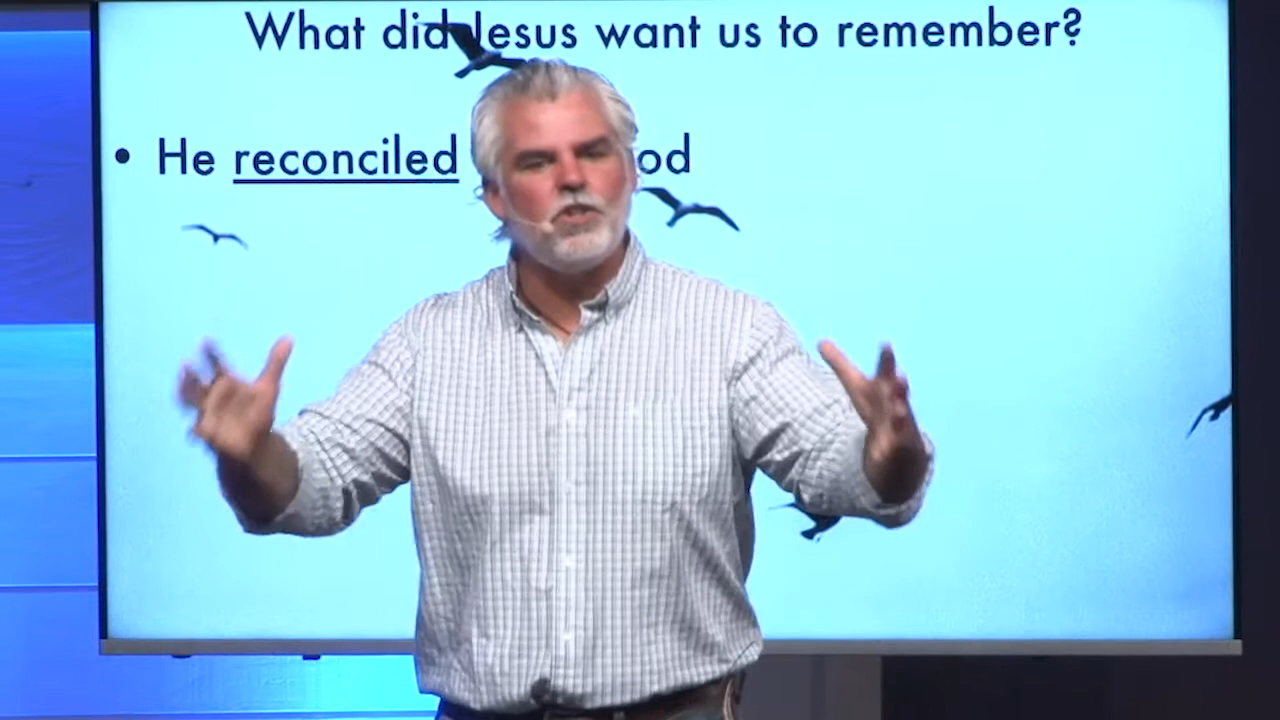 What did Jesus want us to remember?
• He reconciled